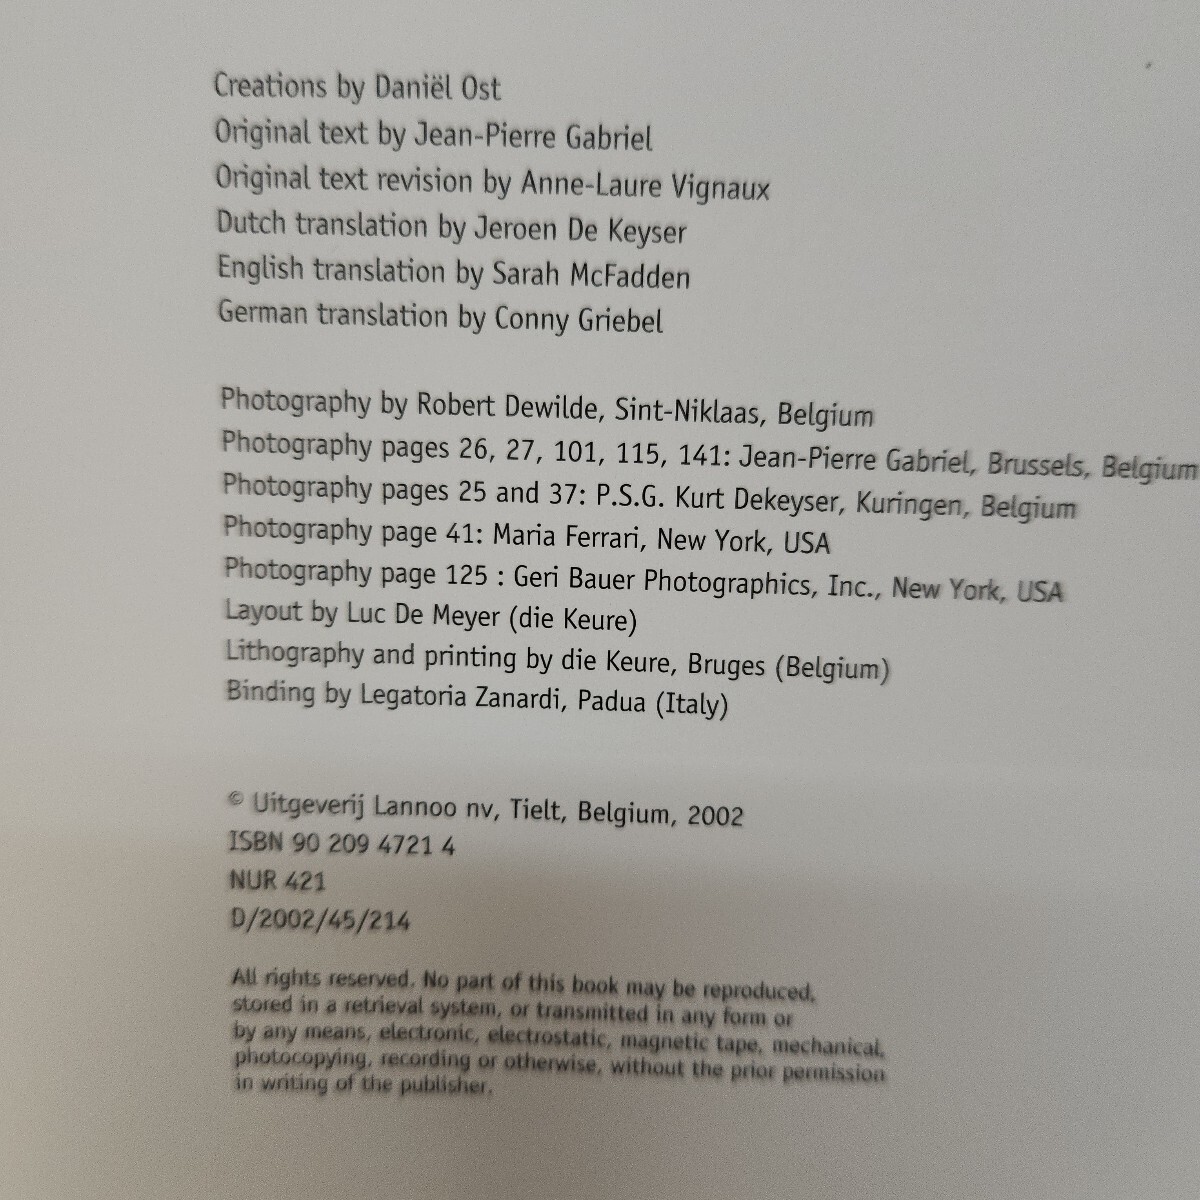 Creations by Daniël Ost
Original text by Jean-Pierre Gabriel
Original text revision by Anne-Laure Vignaux
Dutch translation by Jeroen De Keyser
English translation by Sarah McFadden
German translation by Conny Griebel
Photography by Robert Dewilde, Sint-Niklaas, Belgium
Photography pages 26, 27, 101, 115, 141: Jean-Pierre Gabriel, Brussels, Belgium
Photography pages 25 and 37: P.S.G. Kurt Dekeyser, Kuringen, Belgium
Photography page 41: Maria Ferrari, New York, USA
Photography page 125 : Geri Bauer Photographics, Inc., New York, USA
Layout by Luc De Meyer (die Keure)
Lithography and printing by die Keure, Bruges (Belgium)
Binding by Legatoria Zanardi, Padua (Italy)
© Uitgeverij Lannoo nv, Tielt, Belgium, 2002
ISBN 90 209 4721 4
NUR 421
D/2002/45/214
All rights reserved. No part of this book may be reproduced,
stored in a retrieval system, or transmitted in any form or
by any means, electronic, electrostatic, magnetic tape, mechanical,
photocopying, recording or otherwise, without the prior permission
in writing of the publisher.